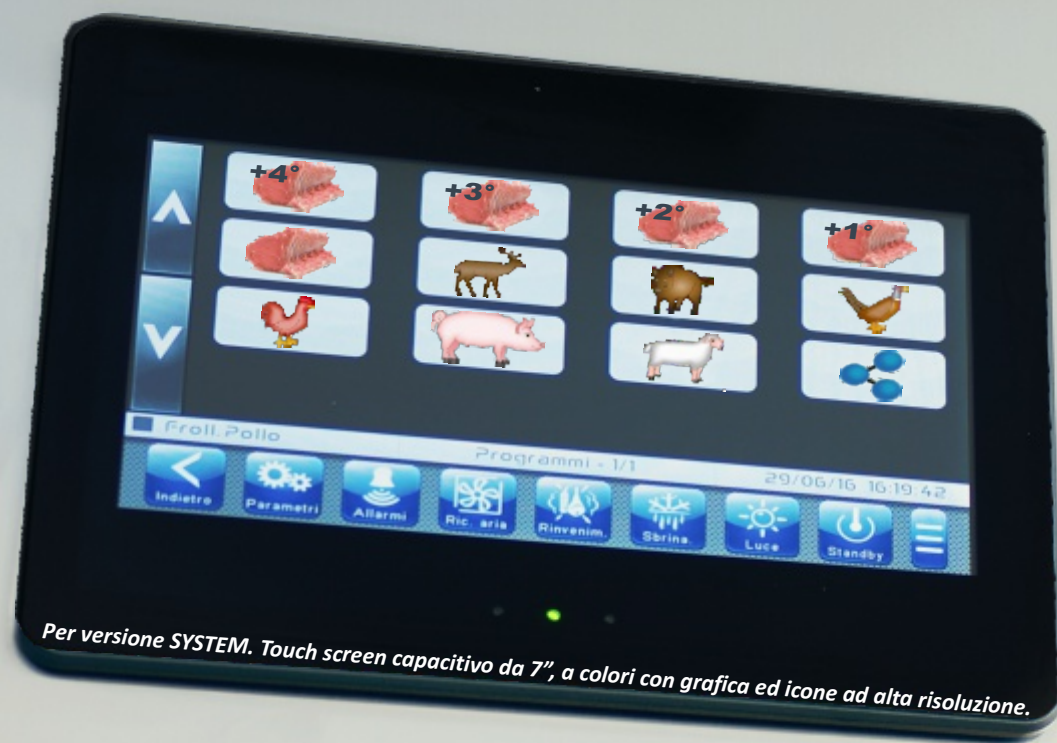 +4°
+3°
+2°
+1°
Froll. Pollo
Programmi - 1/1
29/06/16 16:19:42
Indietro
Parametri
Allarmi
Ric. aria
Rinvenim.
Sbrina.
Luce
Standby
Per versione SYSTEM. Touch screen capacitivo da 7”, a colori con grafica ed icone ad alta risoluzione.